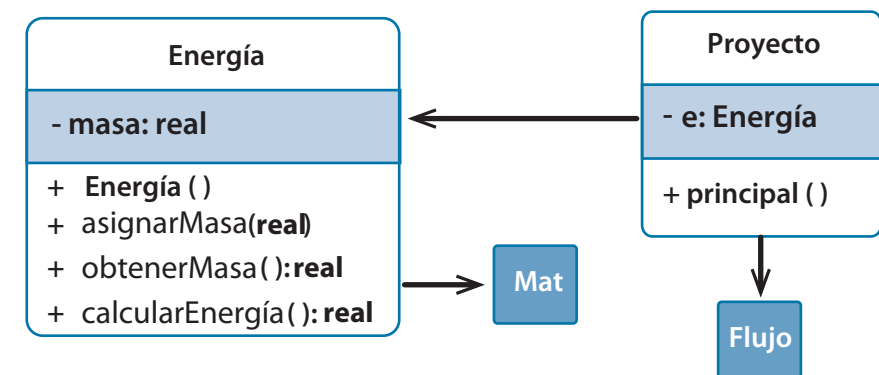 Energía
- masa: real
+ Energía ( )
+ asignarMasa(real)
+ obtenerMasa( ): real
+ calcularEnergía( ): real
Proyecto
- e: Energía
+ principal ( )
Mat
Flujo